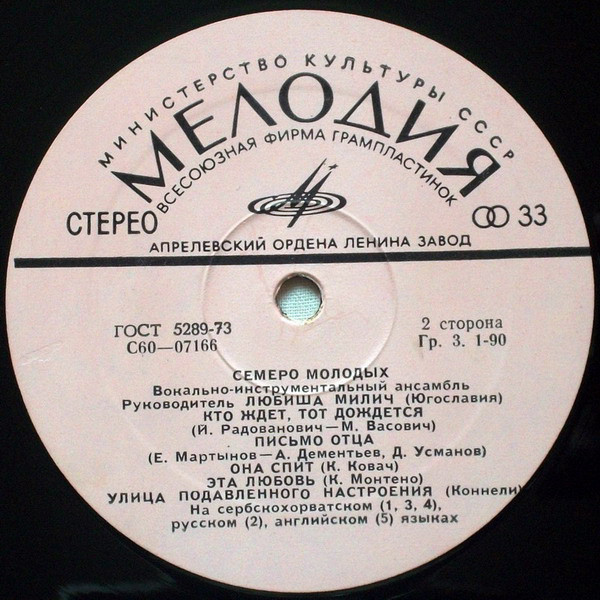 МИНИСТЕРСТВО КУЛЬТУРЫ СССР
МЕЛОДИЯ
ВСЕСОЮЗНАЯ ФИРМА ГРАМПЛАСТИНОК
СТЕРЕО
33
АПРЕЛЕВСКИЙ ОРДЕНА ЛЕНИНА ЗАВОД
ГОСТ 5289-73
2 сторона
С60—07166
Гр. 3. 1-90
СЕМЕРО МОЛОДЫХ
Вокально-инструментальный ансамбль
Руководитель ЛЮБИША МИЛИЧ (Югославия)
КТО ЖДЕТ, ТОТ ДОЖДЕТСЯ
(Й. Радованович—М. Васович)
ПИСЬМО ОТЦА
(Е. Мартынов—А. Дементьев, Д. Усманов)
ОНА СПИТ (К. Ковач)
ЭТА ЛЮБОВЬ (К. Монтено)
УЛИЦА ПОДАВЛЕННОГО НАСТРОЕНИЯ (Коннели)
На сербскохорватском (1, 3, 4),
русском (2), английском (5) языках